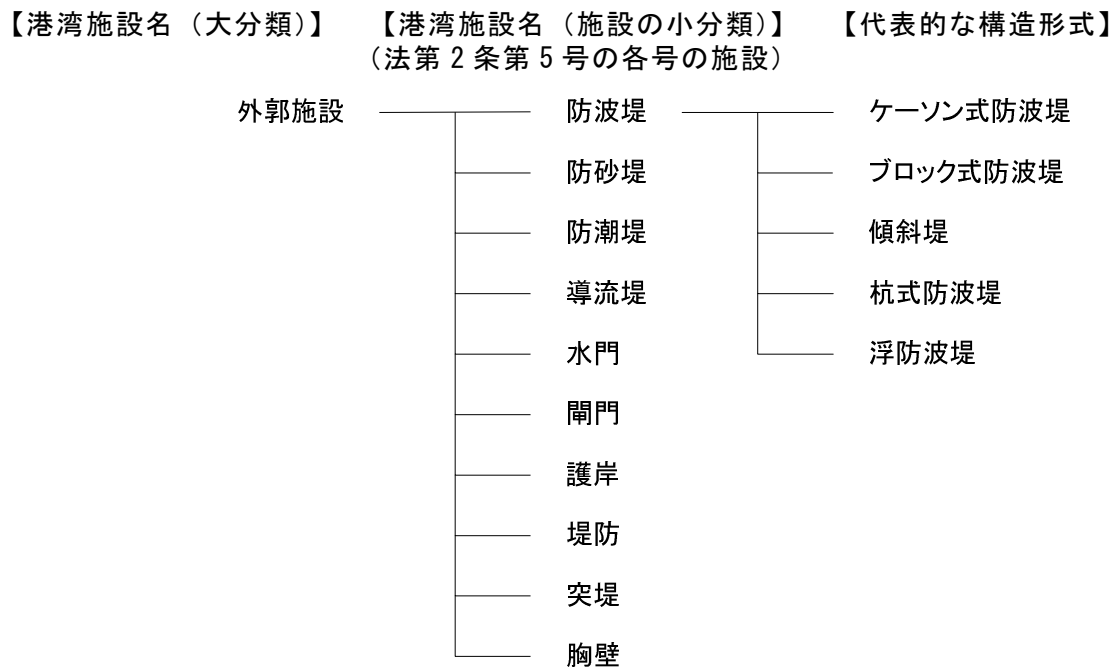 【港湾施設名（大分類）】 【港湾施設名（施設の小分類）】 【代表的な構造形式】
（法第２条第５号の各号の施設）
外郭施設 防波堤 ケーソン式防波堤
防砂堤 ブロック式防波堤
防潮堤 傾斜堤
導流堤 杭式防波堤
水門 浮防波堤
閘門
護岸
堤防
突堤
胸壁